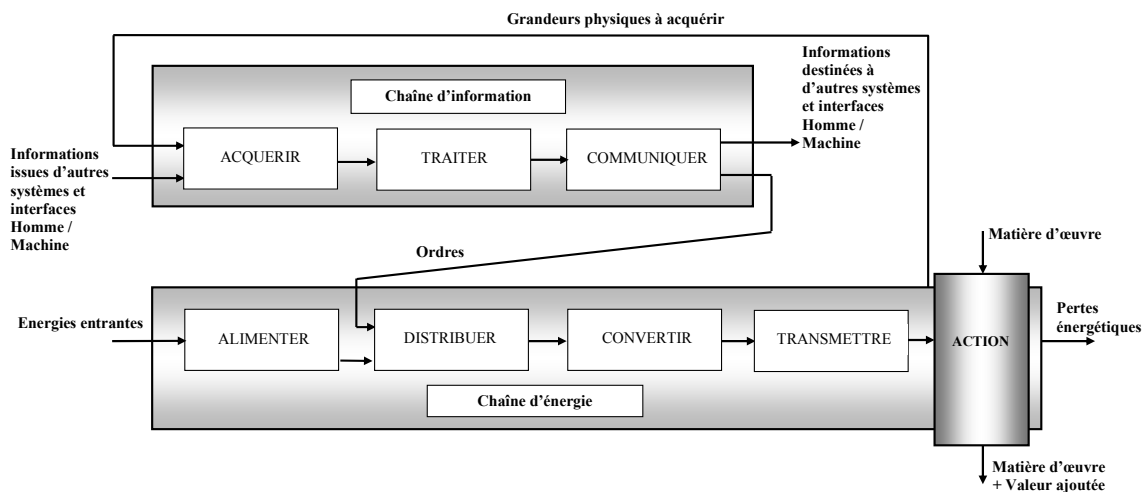 Grandeurs physiques à acquérir
Informations
destinées à
d'autres systèmes
et interfaces
Homme /
Machine
Chaîne d'information
ACQUERIR
TRAITER
COMMUNIQUER
Informations
issues d'autres
systèmes et
interfaces
Homme /
Machine
Ordres
Matière d'œuvre
Energies entrantes
ALIMENTER
DISTRIBUER
CONVERTIR
TRANSMETTRE
ACTION
Pertes
énergétiques
Chaîne d'énergie
Matière d'œuvre
+ Valeur ajoutée